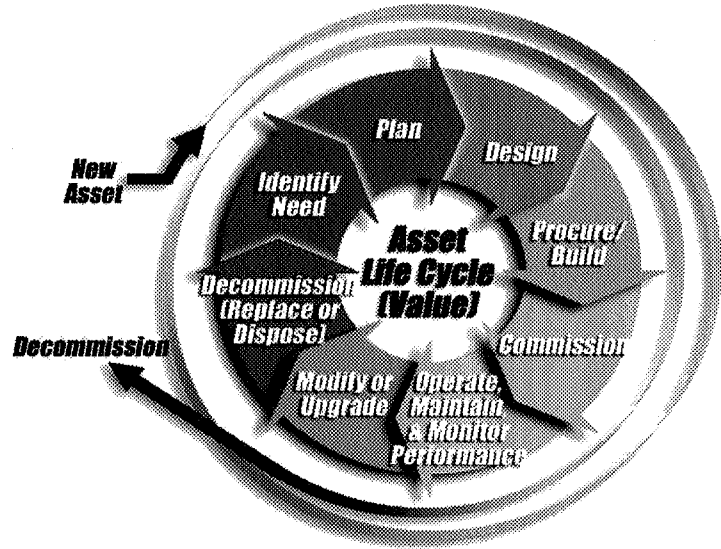 Plan
Design
New
Asset
Identify
Need
Asset
Life Cycle
(Value)
Procure/
Build
Decommission
(Replace or
Dispose)
Commission
Decommission
Modify or
Upgrade
Operate,
Maintain
& Monitor
Performance